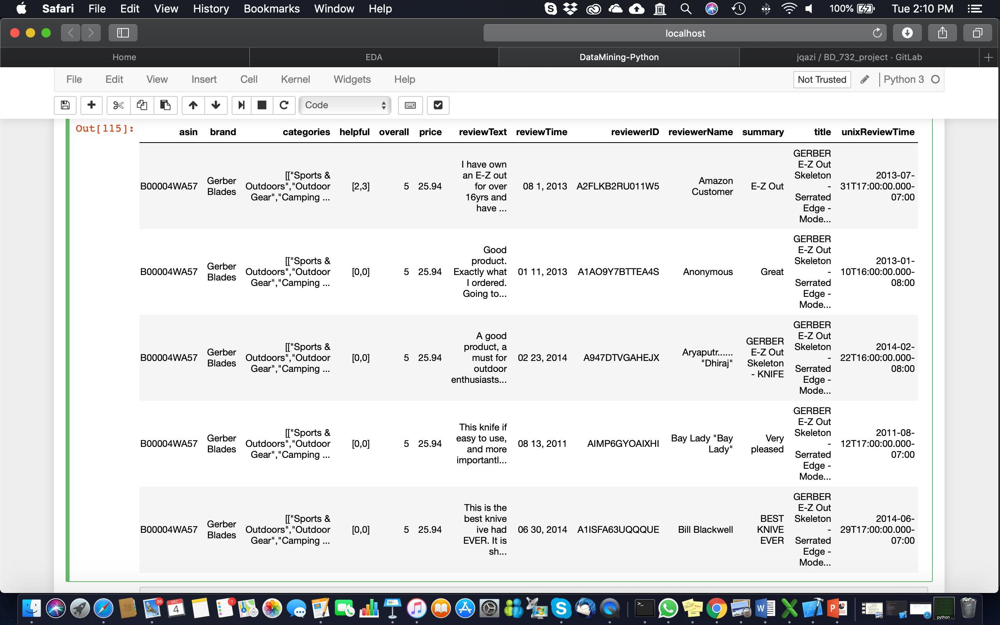 Safari File Edit View History Bookmarks Window Help 100% Tue 2:10 PM
localhost
Home EDA DataMining-Python jqazi / BD_732_project · GitLab
File Edit View Insert Cell Kernel Widgets Help Not Trusted Python 3
Code
Out[115]:
asin brand categories helpful overall price reviewText reviewTime reviewerID reviewerName summary title unixReviewTime
B00004WA57
Gerber
Blades
[["Sports &
Outdoors","Outdoor
Gear","Camping ...
[2,3]
5
25.94
I have own
an E-Z out
for over
16yrs and
have ...
08 1, 2013
A2FLKB2RU011W5
Amazon
Customer
E-Z Out
GERBER
E-Z Out
Skeleton
-
Serrated
Edge -
Mode...
2013-07-
31T17:00:00.000-
07:00
B00004WA57
Gerber
Blades
[["Sports &
Outdoors","Outdoor
Gear","Camping ...
[0,0]
5
25.94
Good
product.
Exactly what
I ordered.
Going to...
01 11, 2013
A1AO9Y7BTTEA4S
Anonymous
Great
GERBER
E-Z Out
Skeleton
-
Serrated
Edge -
Mode...
2013-01-
10T16:00:00.000-
08:00
B00004WA57
Gerber
Blades
[["Sports &
Outdoors","Outdoor
Gear","Camping ...
[0,0]
5
25.94
A good
product, a
must for
outdoor
enthusiasts...
02 23, 2014
A947DTVGAHEJX
Aryaputr......
"Dhiraj"
GERBER
E-Z Out
Skeleton
- KNIFE
GERBER
E-Z Out
Skeleton
-
Serrated
Edge -
Mode...
2014-02-
22T16:00:00.000-
08:00
B00004WA57
Gerber
Blades
[["Sports &
Outdoors","Outdoor
Gear","Camping ...
[0,0]
5
25.94
This knife if
easy to use,
and more
importantl...
08 13, 2011
AIMP6GYOAIXHI
Bay Lady "Bay
Lady"
Very
pleased
GERBER
E-Z Out
Skeleton
-
Serrated
Edge -
Mode...
2011-08-
12T17:00:00.000-
07:00
B00004WA57
Gerber
Blades
[["Sports &
Outdoors","Outdoor
Gear","Camping ...
[0,0]
5
25.94
This is the
best knive
ive had
EVER. It is
sh...
06 30, 2014
A1ISFA63UQQQUE
Bill Blackwell
BEST
KNIVE
EVER
GERBER
E-Z Out
Skeleton
-
Serrated
Edge -
Mode...
2014-06-
29T17:00:00.000-
07:00
36
DEC
4
1
python ...